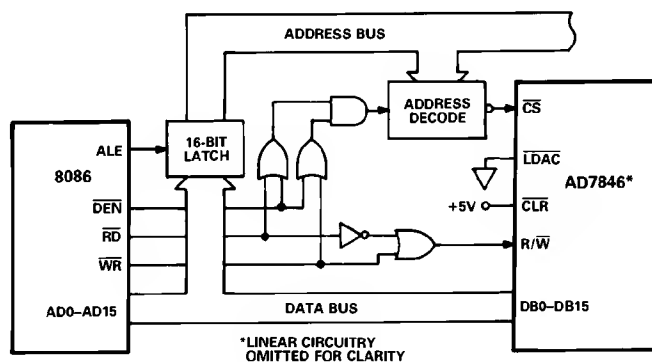 ADDRESS BUS
8086
ALE
DEN
RD
WR
AD0–AD15
16-BIT
LATCH
ADDRESS
DECODE
CS
LDAC
AD7846*
+5V
CLR
R/W
DB0–DB15
DATA BUS
*LINEAR CIRCUITRY
OMITTED FOR CLARITY